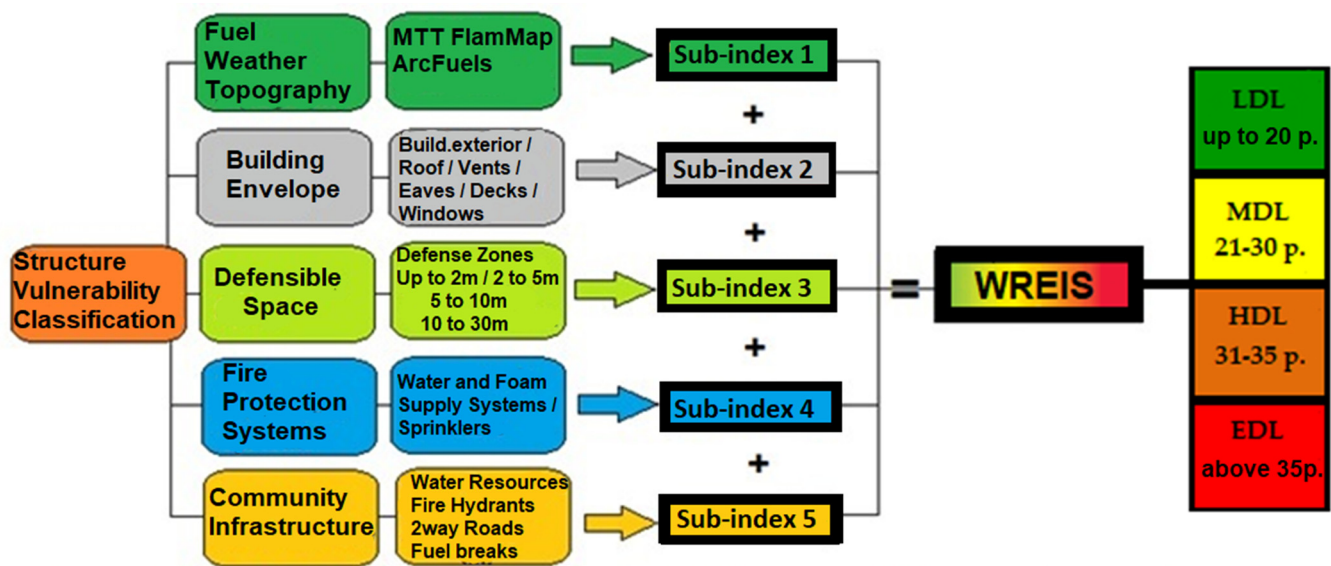 Structure
Vulnerability
Classification
Fuel
Weather
Topography
MTT FlamMap
ArcFuels
Sub-index 1
+
Building
Envelope
Build.exterior /
Roof / Vents /
Eaves / Decks /
Windows
Sub-index 2
+
Defensible
Space
Defense Zones
Up to 2m / 2 to 5m
5 to 10m
10 to 30m
Sub-index 3
+
Fire
Protection
Systems
Water and Foam
Supply Systems /
Sprinklers
Sub-index 4
+
Community
Infrastructure
Water Resources
Fire Hydrants
2way Roads
Fuel breaks
Sub-index 5
=
WREIS
LDL
up to 20 p.
MDL
21-30 p.
HDL
31-35 p.
EDL
above 35p.